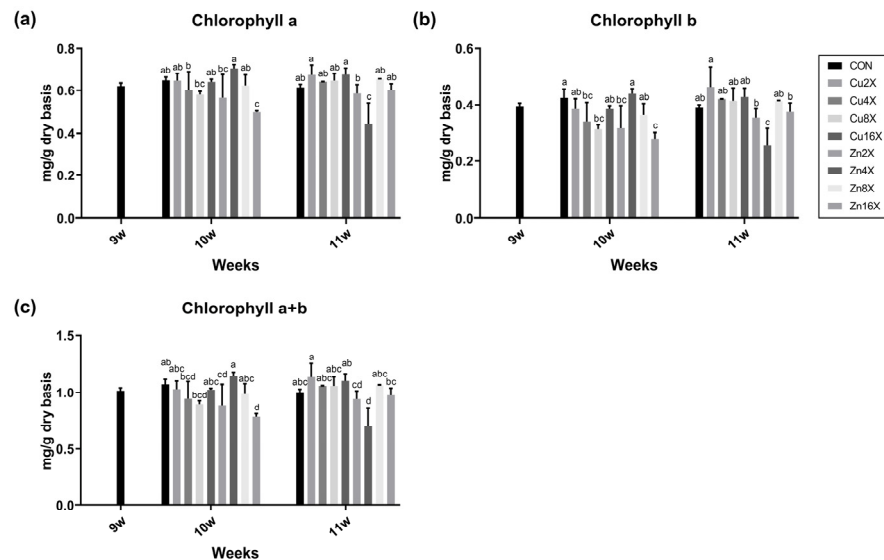 (a)
Chlorophyll a
mg/g dry basis
0.8
0.6
0.4
0.2
0.0
ab ab b bc ab bc a ab c
ab a ab ab a b c ab ab
9w 10w 11w
Weeks
(b)
Chlorophyll b
mg/g dry basis
0.6
0.4
0.2
0.0
a ab bc bc ab bc a ab c
ab a ab ab ab b c ab b
9w 10w 11w
Weeks
CON
Cu2X
Cu4X
Cu8X
Cu16X
Zn2X
Zn4X
Zn8X
Zn16X
(c)
Chlorophyll a+b
mg/g dry basis
1.5
1.0
0.5
0.0
ab abc bcd bcd abc cd a abc d
abc a abc abc ab cd d abc bc
9w 10w 11w
Weeks